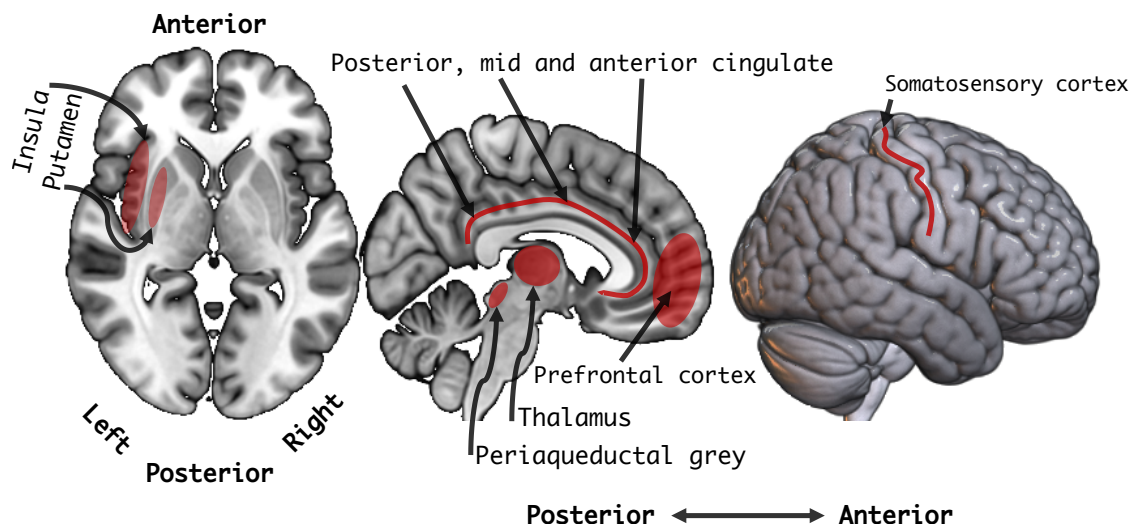 Anterior
Insula
Putamen
Left
Right
Posterior
Posterior, mid and anterior cingulate
Prefrontal cortex
Thalamus
Periaqueductal grey
Somatosensory cortex
Posterior
Anterior